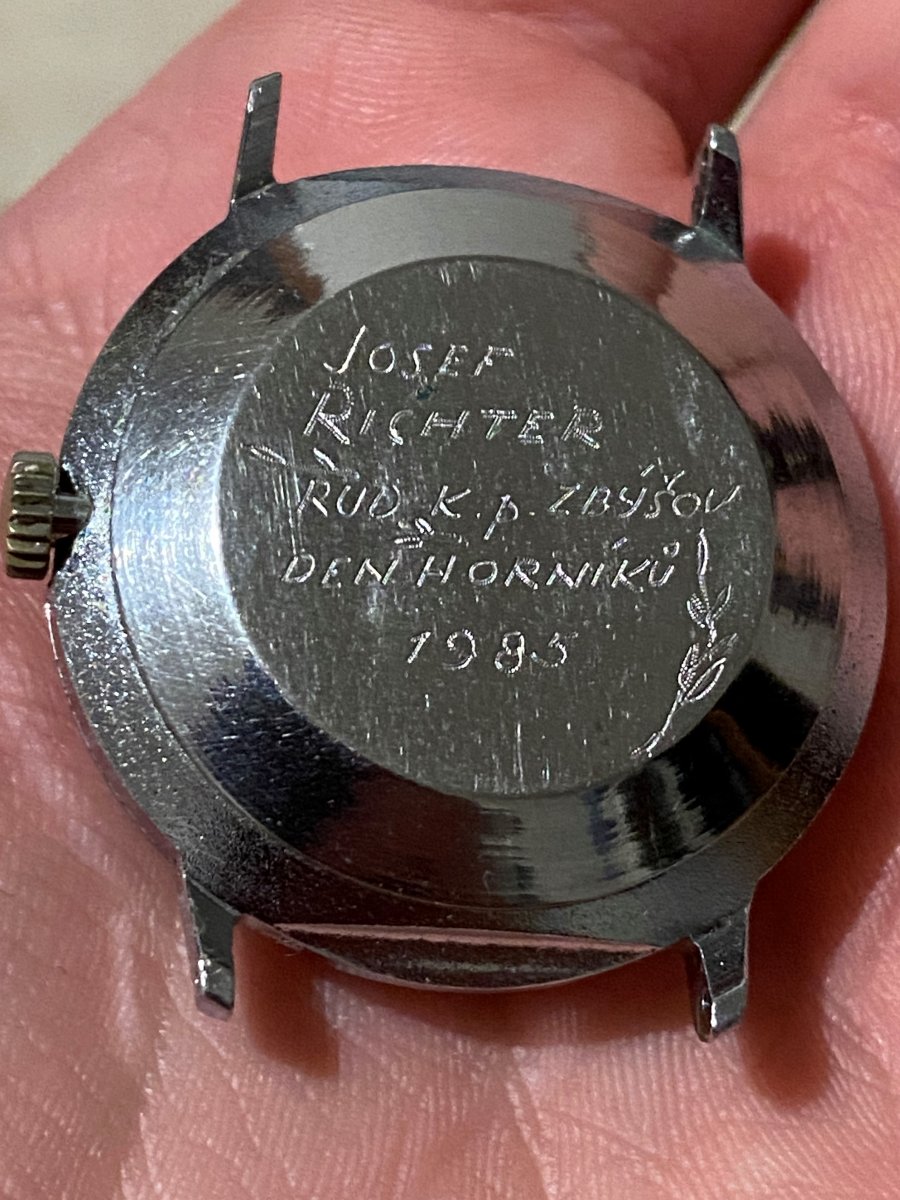 JOSEF
RICHTER
RUD K.p. ZBÝŠOV
DEN HORNÍKŮ
1985